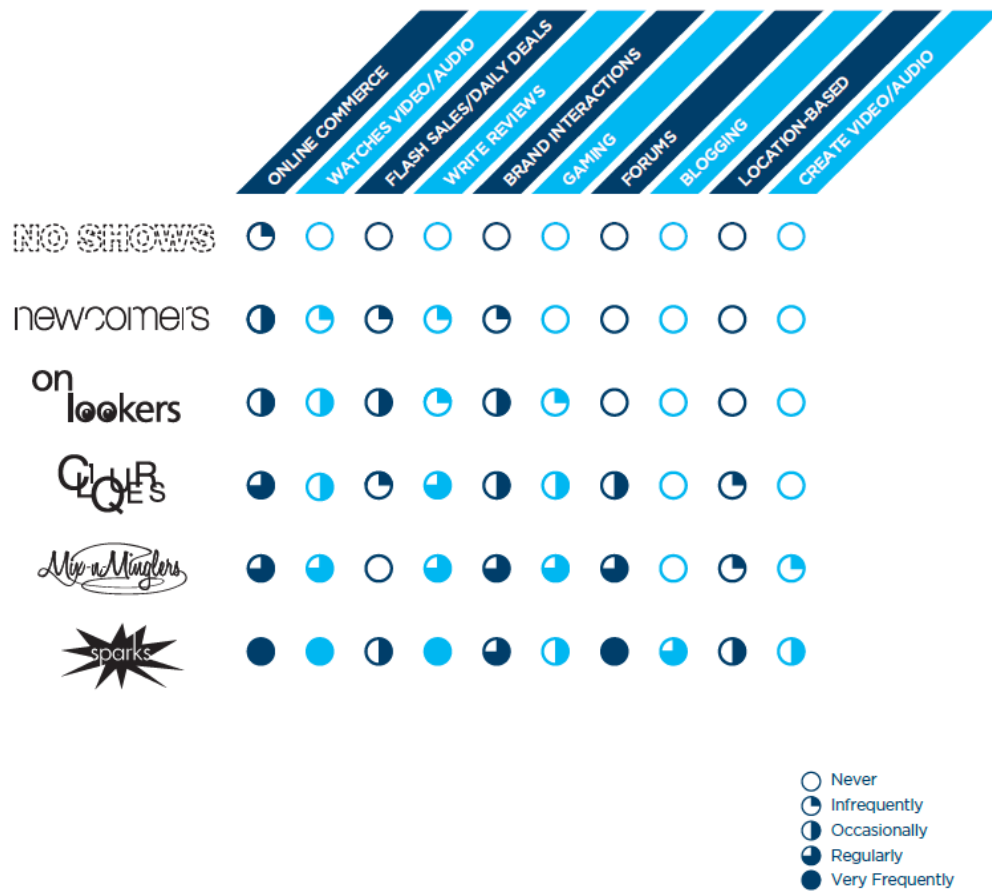 ONLINE COMMERCE
WATCHES VIDEO/AUDIO
FLASH SALES/DAILY DEALS
WRITE REVIEWS
BRAND INTERACTIONS
GAMING
FORUMS
BLOGGING
LOCATION-BASED
CREATE VIDEO/AUDIO
NO SHOWS
newcomers
on
lookers
CLIQUERS
Mix-n-Minglers
sparks
Never
Infrequently
Occasionally
Regularly
Very Frequently